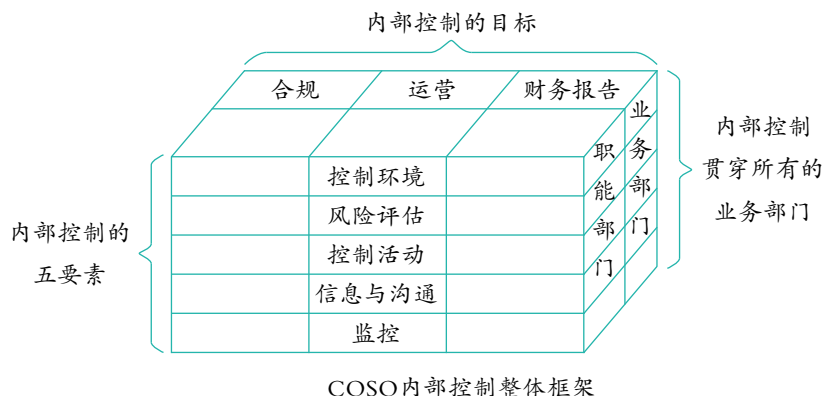 内部控制的目标
合规 运营 财务报告
业务部门
职能部门
控制环境
风险评估
控制活动
信息与沟通
监控
内部控制的
五要素
内部控制
贯穿所有的
业务部门
COSO内部控制整体框架